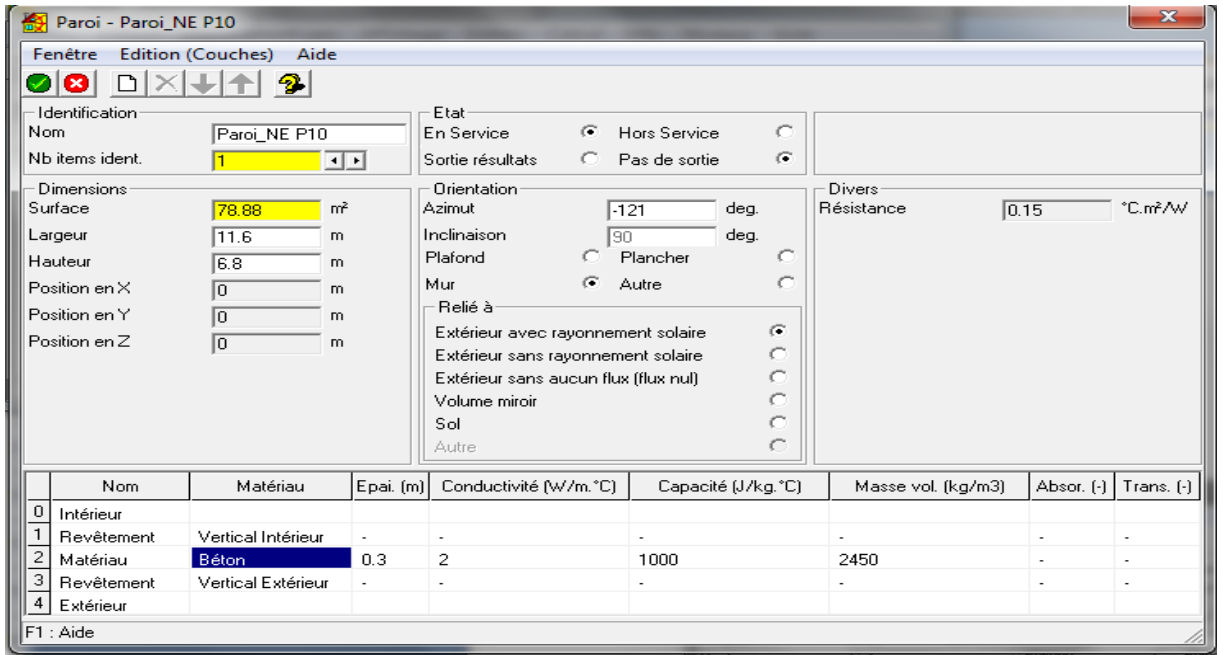 Paroi - Paroi_NE P10
Fenêtre Edition (Couches) Aide
Identification
Nom Paroi_NE P10
Nb items ident. 1
Etat
En Service Hors Service
Sortie résultats Pas de sortie
Dimensions
Surface 78.88 m²
Largeur 11.6 m
Hauteur 6.8 m
Position en X 0 m
Position en Y 0 m
Position en Z 0 m
Orientation
Azimut -121 deg.
Inclinaison 90 deg.
Plafond Plancher
Mur Autre
Relié à
Extérieur avec rayonnement solaire
Extérieur sans rayonnement solaire
Extérieur sans aucun flux (flux nul)
Volume miroir
Sol
Autre
Divers
Résistance 0.15 °C.m²/W
Nom Matériau Epai. (m) Conductivité (W/m.°C) Capacité (J/kg.°C) Masse vol. (kg/m3) Absor. (-) Trans. (-)
0 Intérieur
1 Revêtement Vertical Intérieur - - - - - -
2 Matériau Béton 0.3 2 1000 2450 - -
3 Revêtement Vertical Extérieur - - - - - -
4 Extérieur
F1 : Aide